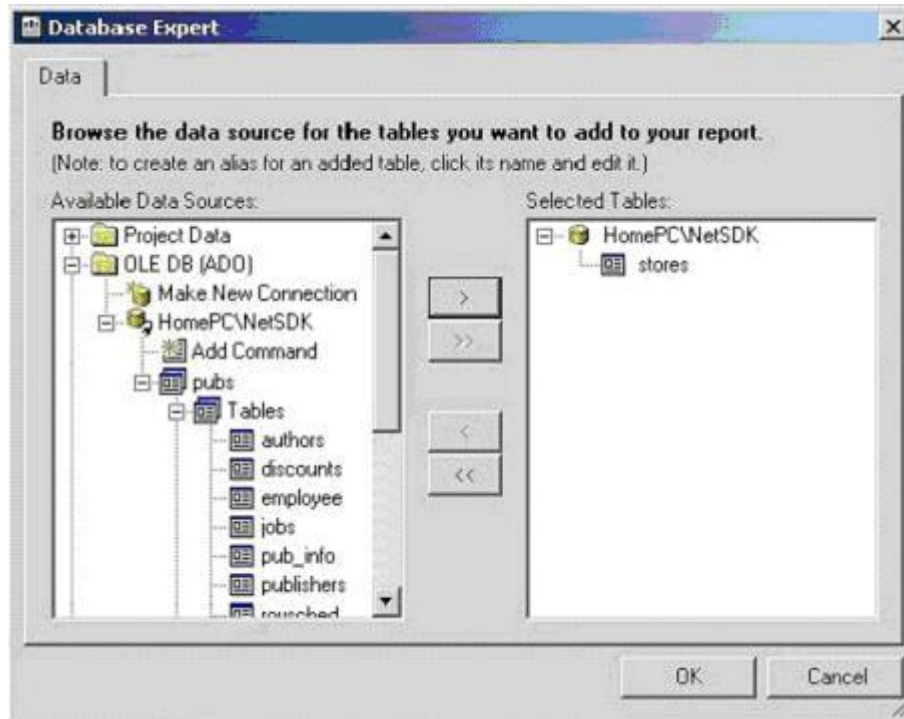 Database Expert
Data
Browse the data source for the tables you want to add to your report.
(Note: to create an alias for an added table, click its name and edit it.)
Available Data Sources:
Project Data
OLE DB (ADO)
Make New Connection
HomePC\NetSDK
Add Command
pubs
Tables
authors
discounts
employee
jobs
pub_info
publishers
>
>>
<
<<
Selected Tables:
HomePC\NetSDK
stores
OK
Cancel